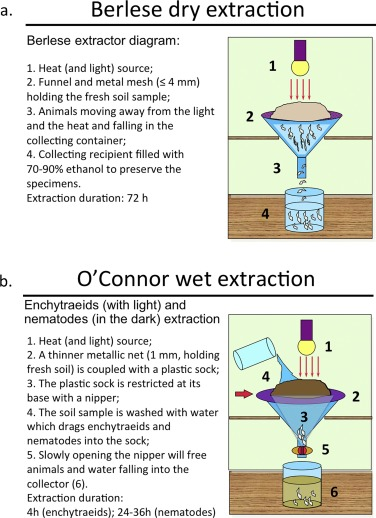 a.
Berlese dry extraction
Berlese extractor diagram:
1. Heat (and light) source;
2. Funnel and metal mesh (≤ 4 mm)
holding the fresh soil sample;
3. Animals moving away from the light
and the heat and falling in the
collecting container;
4. Collecting recipient filled with
70-90% ethanol to preserve the
specimens.
Extraction duration: 72 h
1
2
3
4
b.
O'Connor wet extraction
Enchytraeids (with light) and
nematodes (in the dark) extraction
1. Heat (and light) source;
2. A thinner metallic net (1 mm, holding
fresh soil) is coupled with a plastic sock;
3. The plastic sock is restricted at its
base with a nipper;
4. The soil sample is washed with water
which drags enchytraeids and
nematodes into the sock;
5. Slowly opening the nipper will free
animals and water falling into the
collector (6).
Extraction duration:
4h (enchytraeids); 24-36h (nematodes)
1
4
2
3
5
6